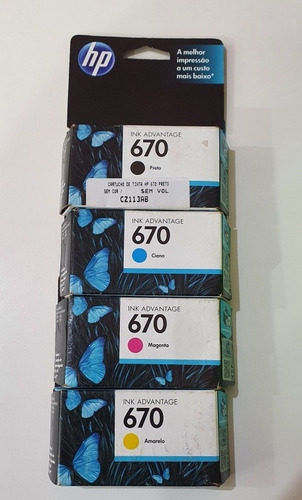 hp
A melhor
impressão
a um custo
mais baixo*
INK ADVANTAGE
670
Preto
CARTUCHO DE TINTA HP 670 PRETO
SEM COR / SEM VOL
CZ113AB
INK ADVANTAGE
670
Ciano
INK ADVANTAGE
670
Magenta
INK ADVANTAGE
670
Amarelo